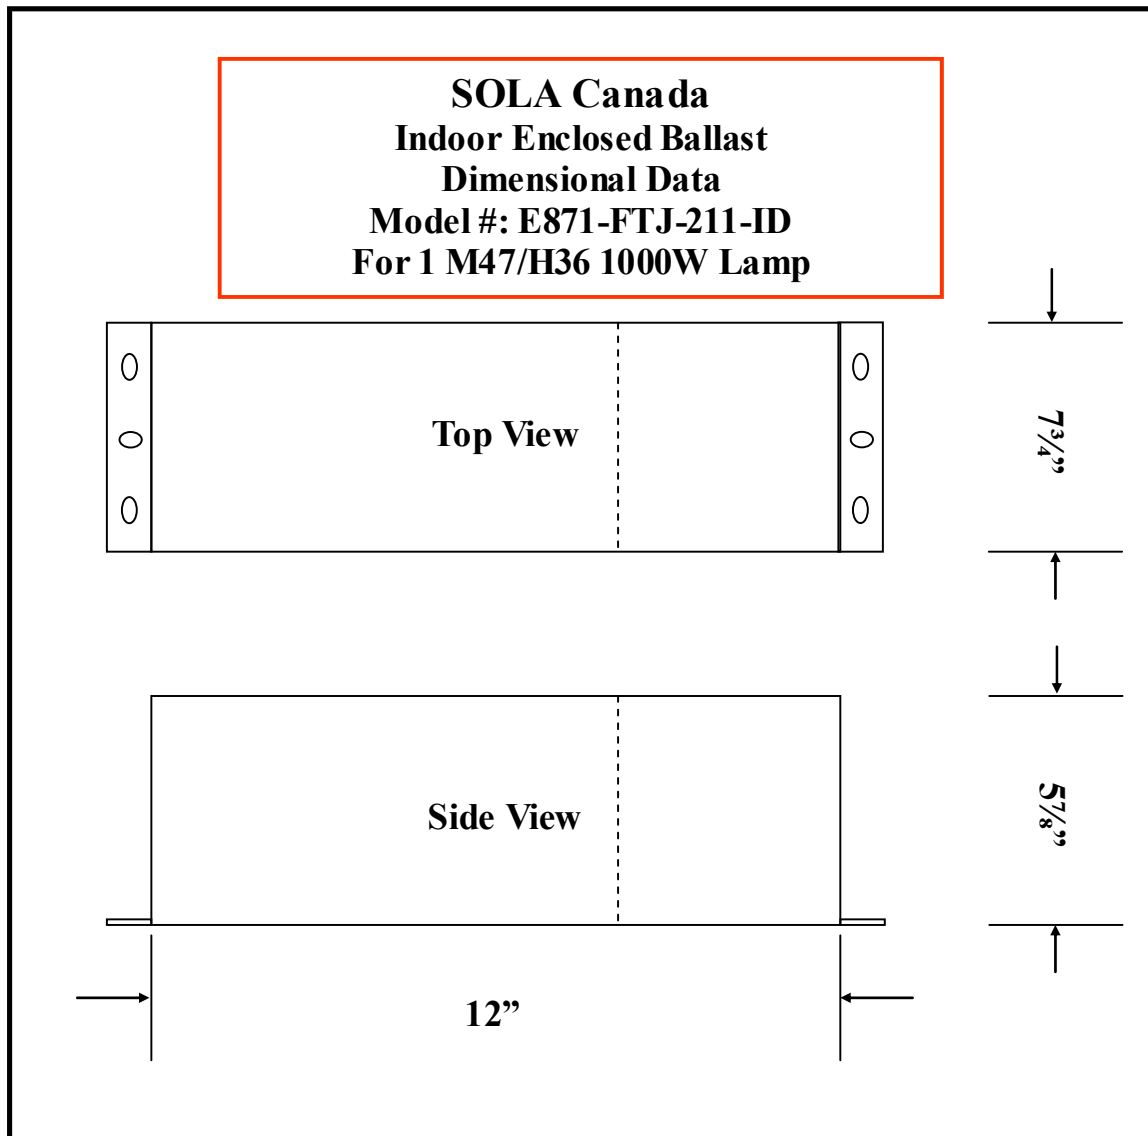 SOLA Canada
Indoor Enclosed Ballast
Dimensional Data
Model #: E871-FTJ-211-ID
For 1 M47/H36 1000W Lamp
Top View
7¾”
Side View
5⅞”
12”